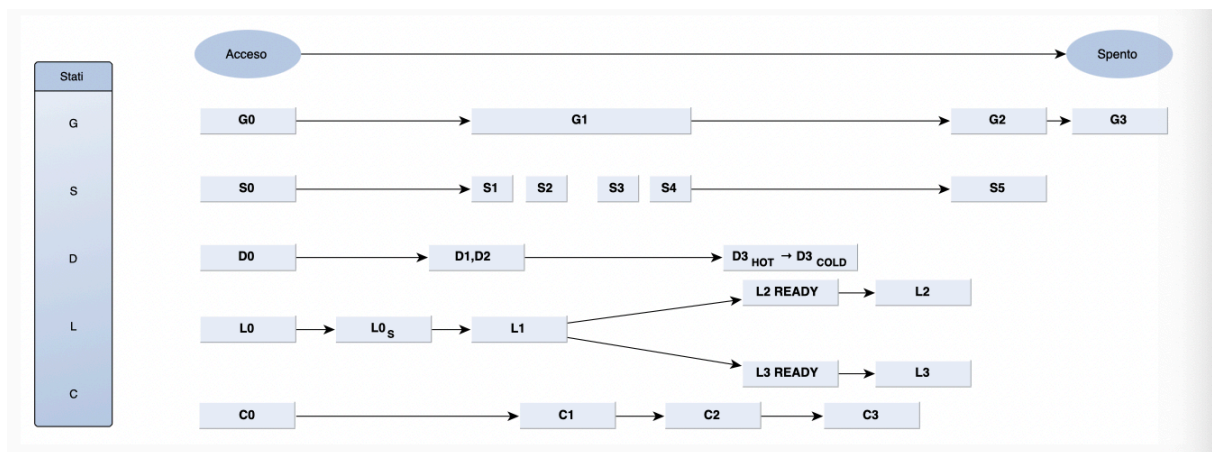 Acceso
Spento
Stati
G
G0
G1
G2
G3
S
S0
S1
S2
S3
S4
S5
D
D0
D1,D2
D3 HOT → D3 COLD
L2 READY
L2
L
L0
L0 S
L1
L3 READY
L3
C
C0
C1
C2
C3